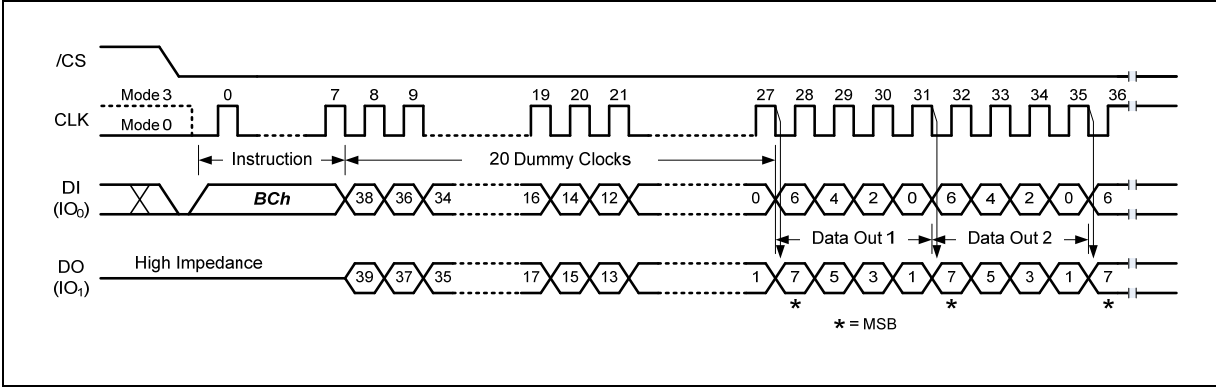 /CS
Mode 3 0 7 8 9 19 20 21 27 28 29 30 31 32 33 34 35 36
CLK
Mode 0
Instruction 20 Dummy Clocks
DI (IO0) BCh 38 36 34 16 14 12 0 6 4 2 0 6 4 2 0 6
Data Out 1 Data Out 2
High Impedance
DO (IO1) 39 37 35 17 15 13 1 7 5 3 1 7 5 3 1 7
* * *
* = MSB